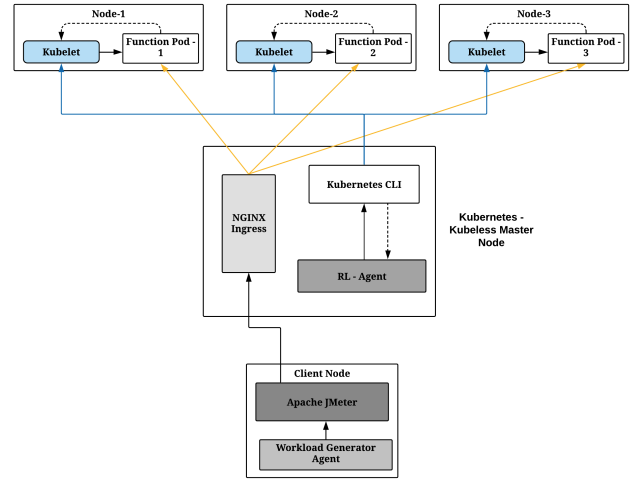 Node-1
Kubelet
Function Pod -
1
Node-2
Kubelet
Function Pod -
2
Node-3
Kubelet
Function Pod -
3
Kubernetes CLI
NGINX
Ingress
RL - Agent
Kubernetes -
Kubeless Master
Node
Client Node
Apache JMeter
Workload Generator
Agent